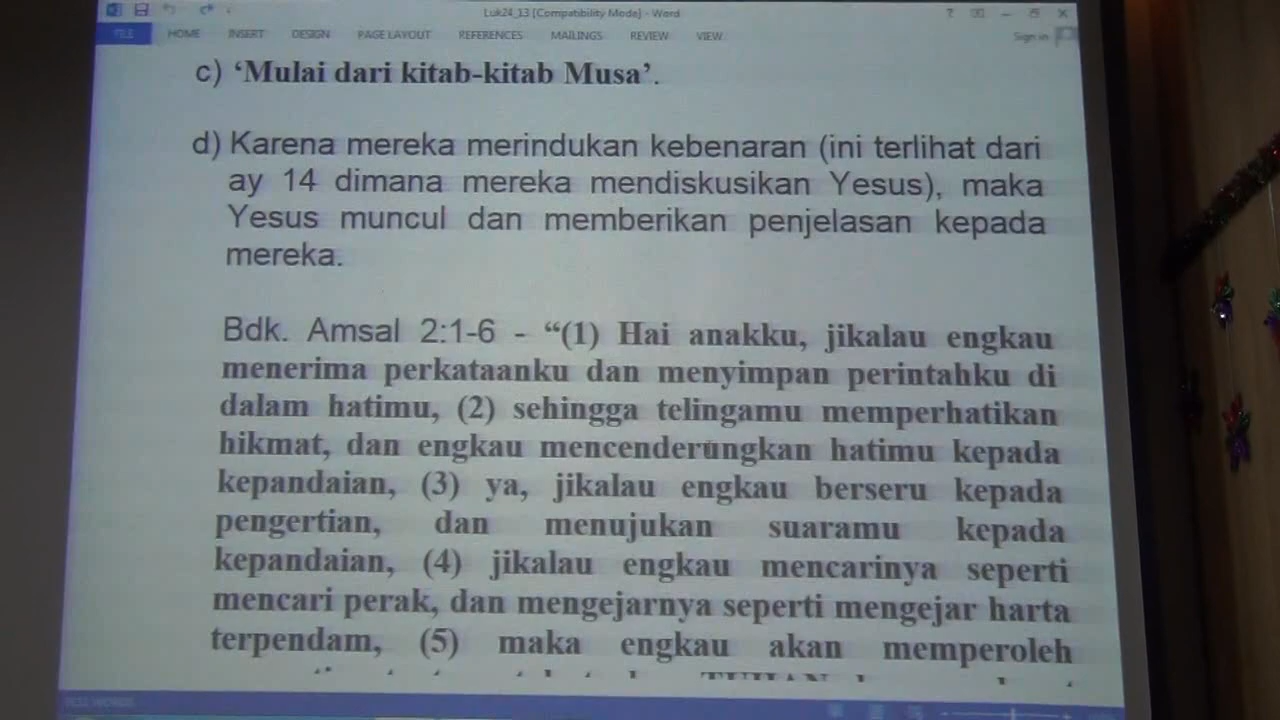 Luk24_13 [Compatibility Mode] - Word
FILE HOME INSERT DESIGN PAGE LAYOUT REFERENCES MAILINGS REVIEW VIEW Sign in
c) ‘Mulai dari kitab-kitab Musa’.
d) Karena mereka merindukan kebenaran (ini terlihat dari
ay 14 dimana mereka mendiskusikan Yesus), maka
Yesus muncul dan memberikan penjelasan kepada
mereka.
Bdk. Amsal 2:1-6 - “(1) Hai anakku, jikalau engkau
menerima perkataanku dan menyimpan perintahku di
dalam hatimu, (2) sehingga telingamu memperhatikan
hikmat, dan engkau mencenderungkan hatimu kepada
kepandaian, (3) ya, jikalau engkau berseru kepada
pengertian, dan menujukan suaramu kepada
kepandaian, (4) jikalau engkau mencarinya seperti
mencari perak, dan mengejarnya seperti mengejar harta
terpendam, (5) maka engkau akan memperoleh
TUHAN